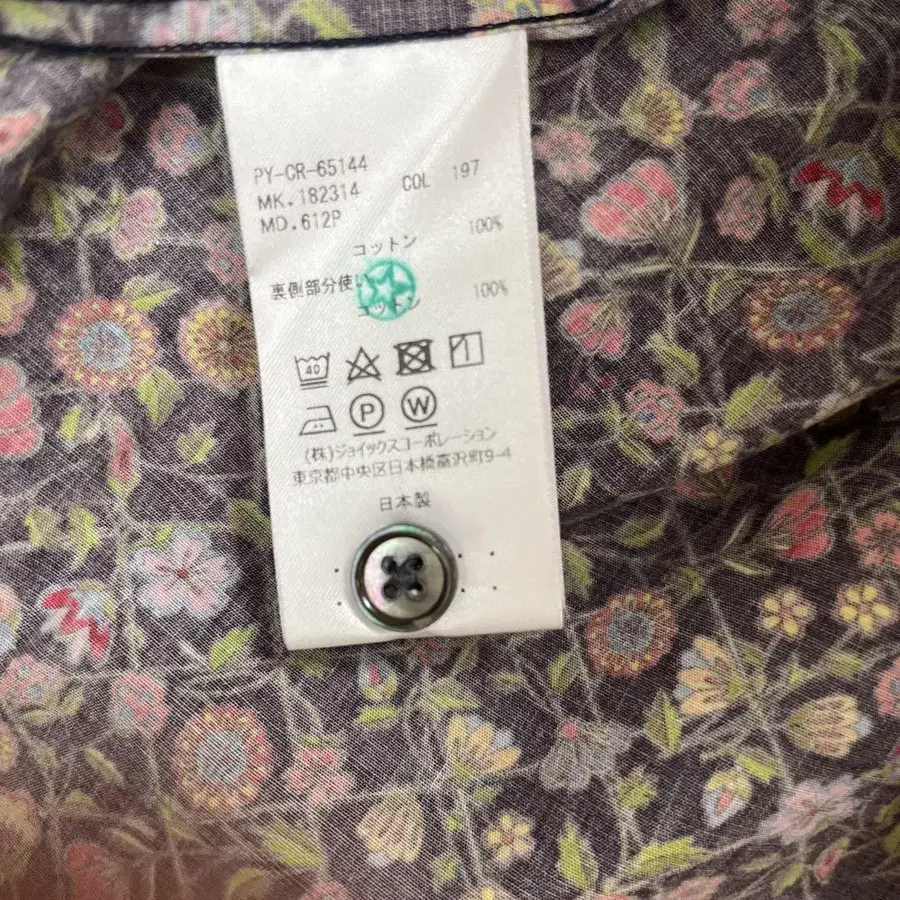 PY-CR-65144
MK.182314 COL 197
MD.612P
コットン 100%
裏側部分使い
コットン 100%
40
P W
(株)ジョイックスコーポレーション
東京都中央区日本橋富沢町9-4
日本製